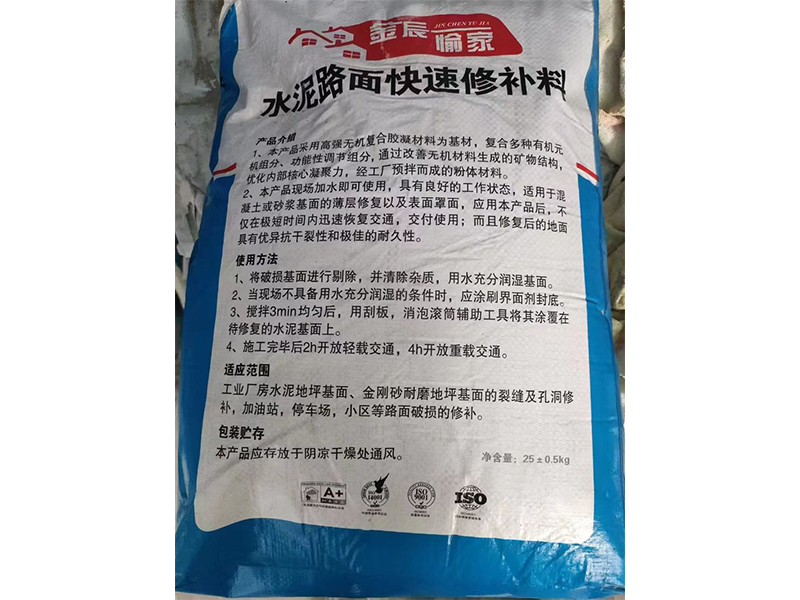 金辰
JIN CHEN YU JIA
愉家
水泥路面快速修补料
产品介绍
1、本产品采用高强无机复合胶凝材料为基材，复合多种有机元
机组分、功能性调节组分，通过改善无机材料生成的矿物结构，
优化内部核心凝聚力，经工厂预拌而成的粉体材料。
2、本产品现场加水即可使用，具有良好的工作状态，适用于混
凝土或砂浆基面的薄层修复以及表面罩面，应用本产品后，不
仅在极短时间内迅速恢复交通，交付使用；而且修复后的地面
具有优异抗干裂性和极佳的耐久性。
使用方法
1、将破损基面进行剔除，并清除杂质，用水充分润湿基面。
2、当现场不具备用水充分润湿的条件时，应涂刷界面剂封底。
3、搅拌3min均匀后，用刮板，消泡滚筒辅助工具将其涂覆在
待修复的水泥基面上。
4、施工完毕后2h开放轻载交通，4h开放重载交通。
适应范围
工业厂房水泥地坪基面、金刚砂耐磨地坪基面的裂缝及孔洞修
补，加油站，停车场，小区等路面破损的修补。
包装贮存
本产品应存放于阴凉干燥处通风。
净含量：25±0.5kg
A+
ISO
14001
ISO
9001
ISO